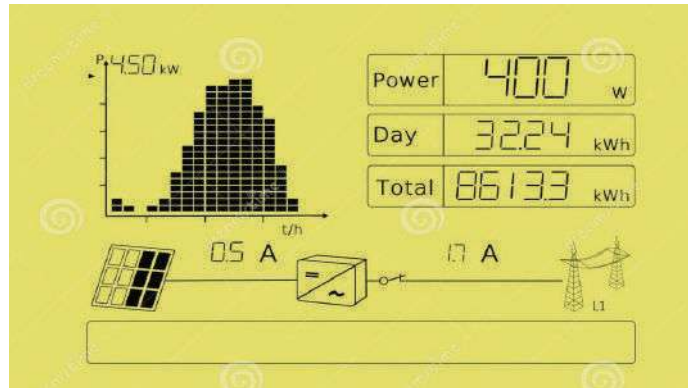 P 4.50 kW
Power 400 W
Day 32.24 kWh
Total 8613.3 kWh
t/h
0.5 A 1.7 A
=
~
L1